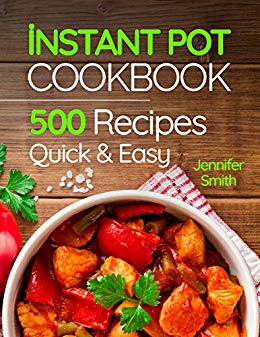 iNSTANT POT
COOKBOOK
500 Recipes
Quick & Easy
Jennifer
Smith